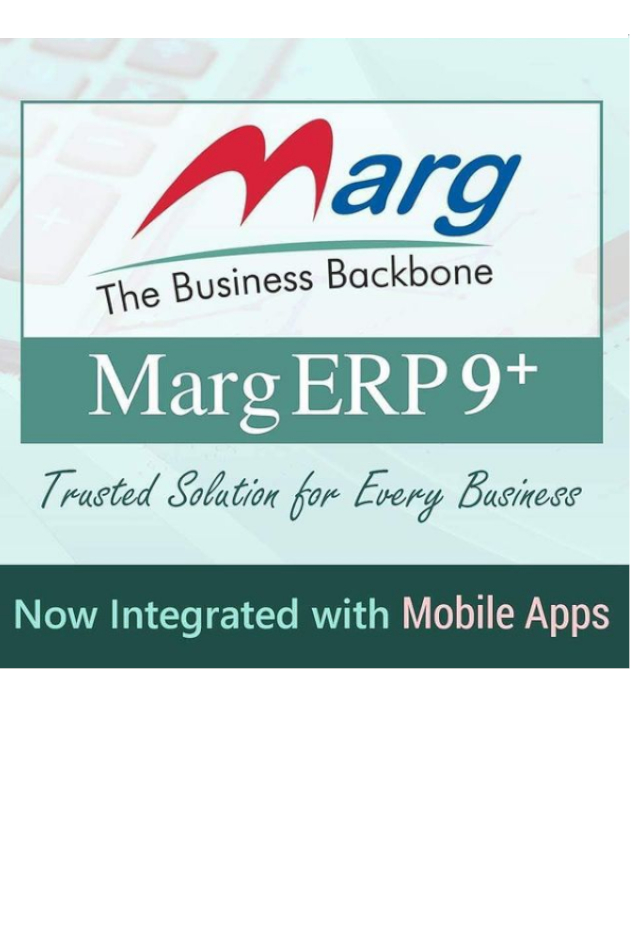 Marg
The Business Backbone
Marg ERP 9+
Trusted Solution for Every Business
Now Integrated with Mobile Apps